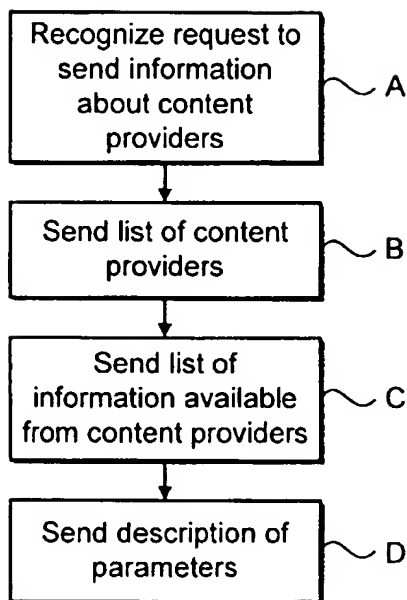 Recognize request to
send information
about content
providers
A
Send list of content
providers
B
Send list of
information available
from content providers
C
Send description of
parameters
D